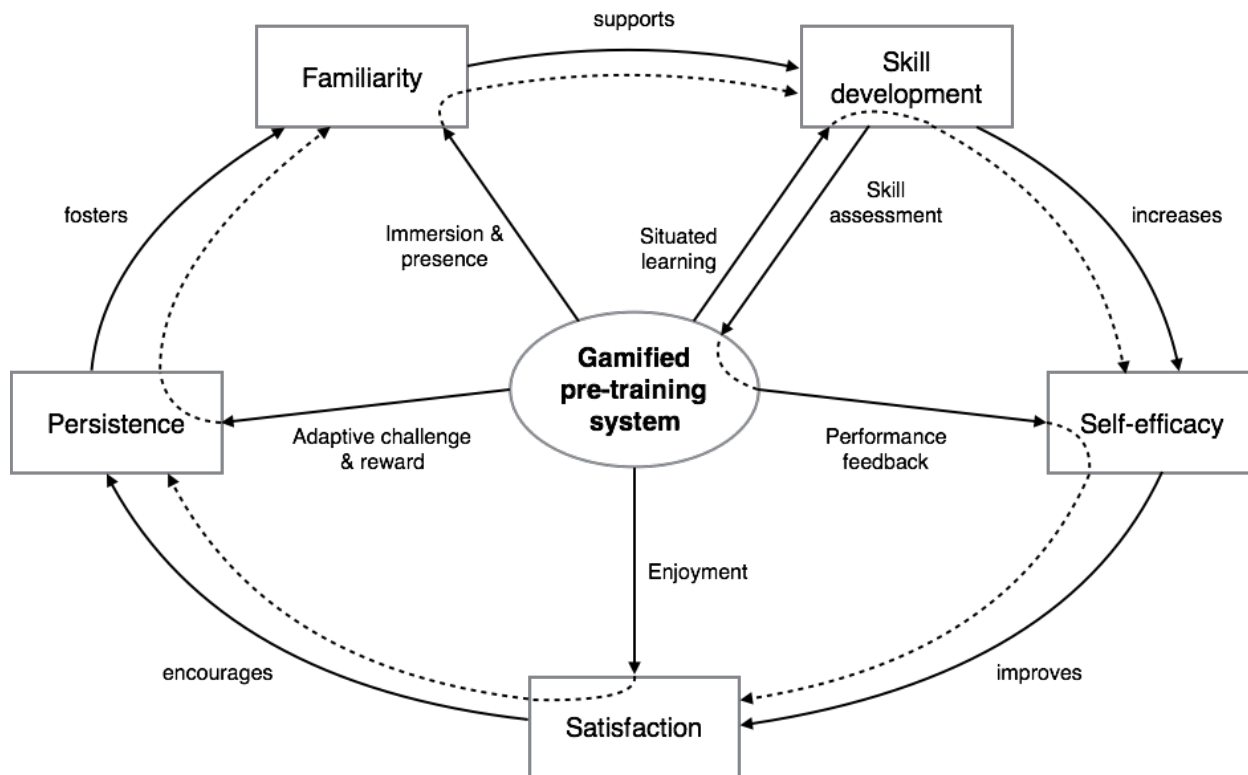 supports
Familiarity
Skill
development
fosters
Immersion &
presence
Situated
learning
Skill
assessment
increases
Gamified
pre-training
system
Persistence
Adaptive challenge
& reward
Performance
feedback
Self-efficacy
Enjoyment
encourages
improves
Satisfaction